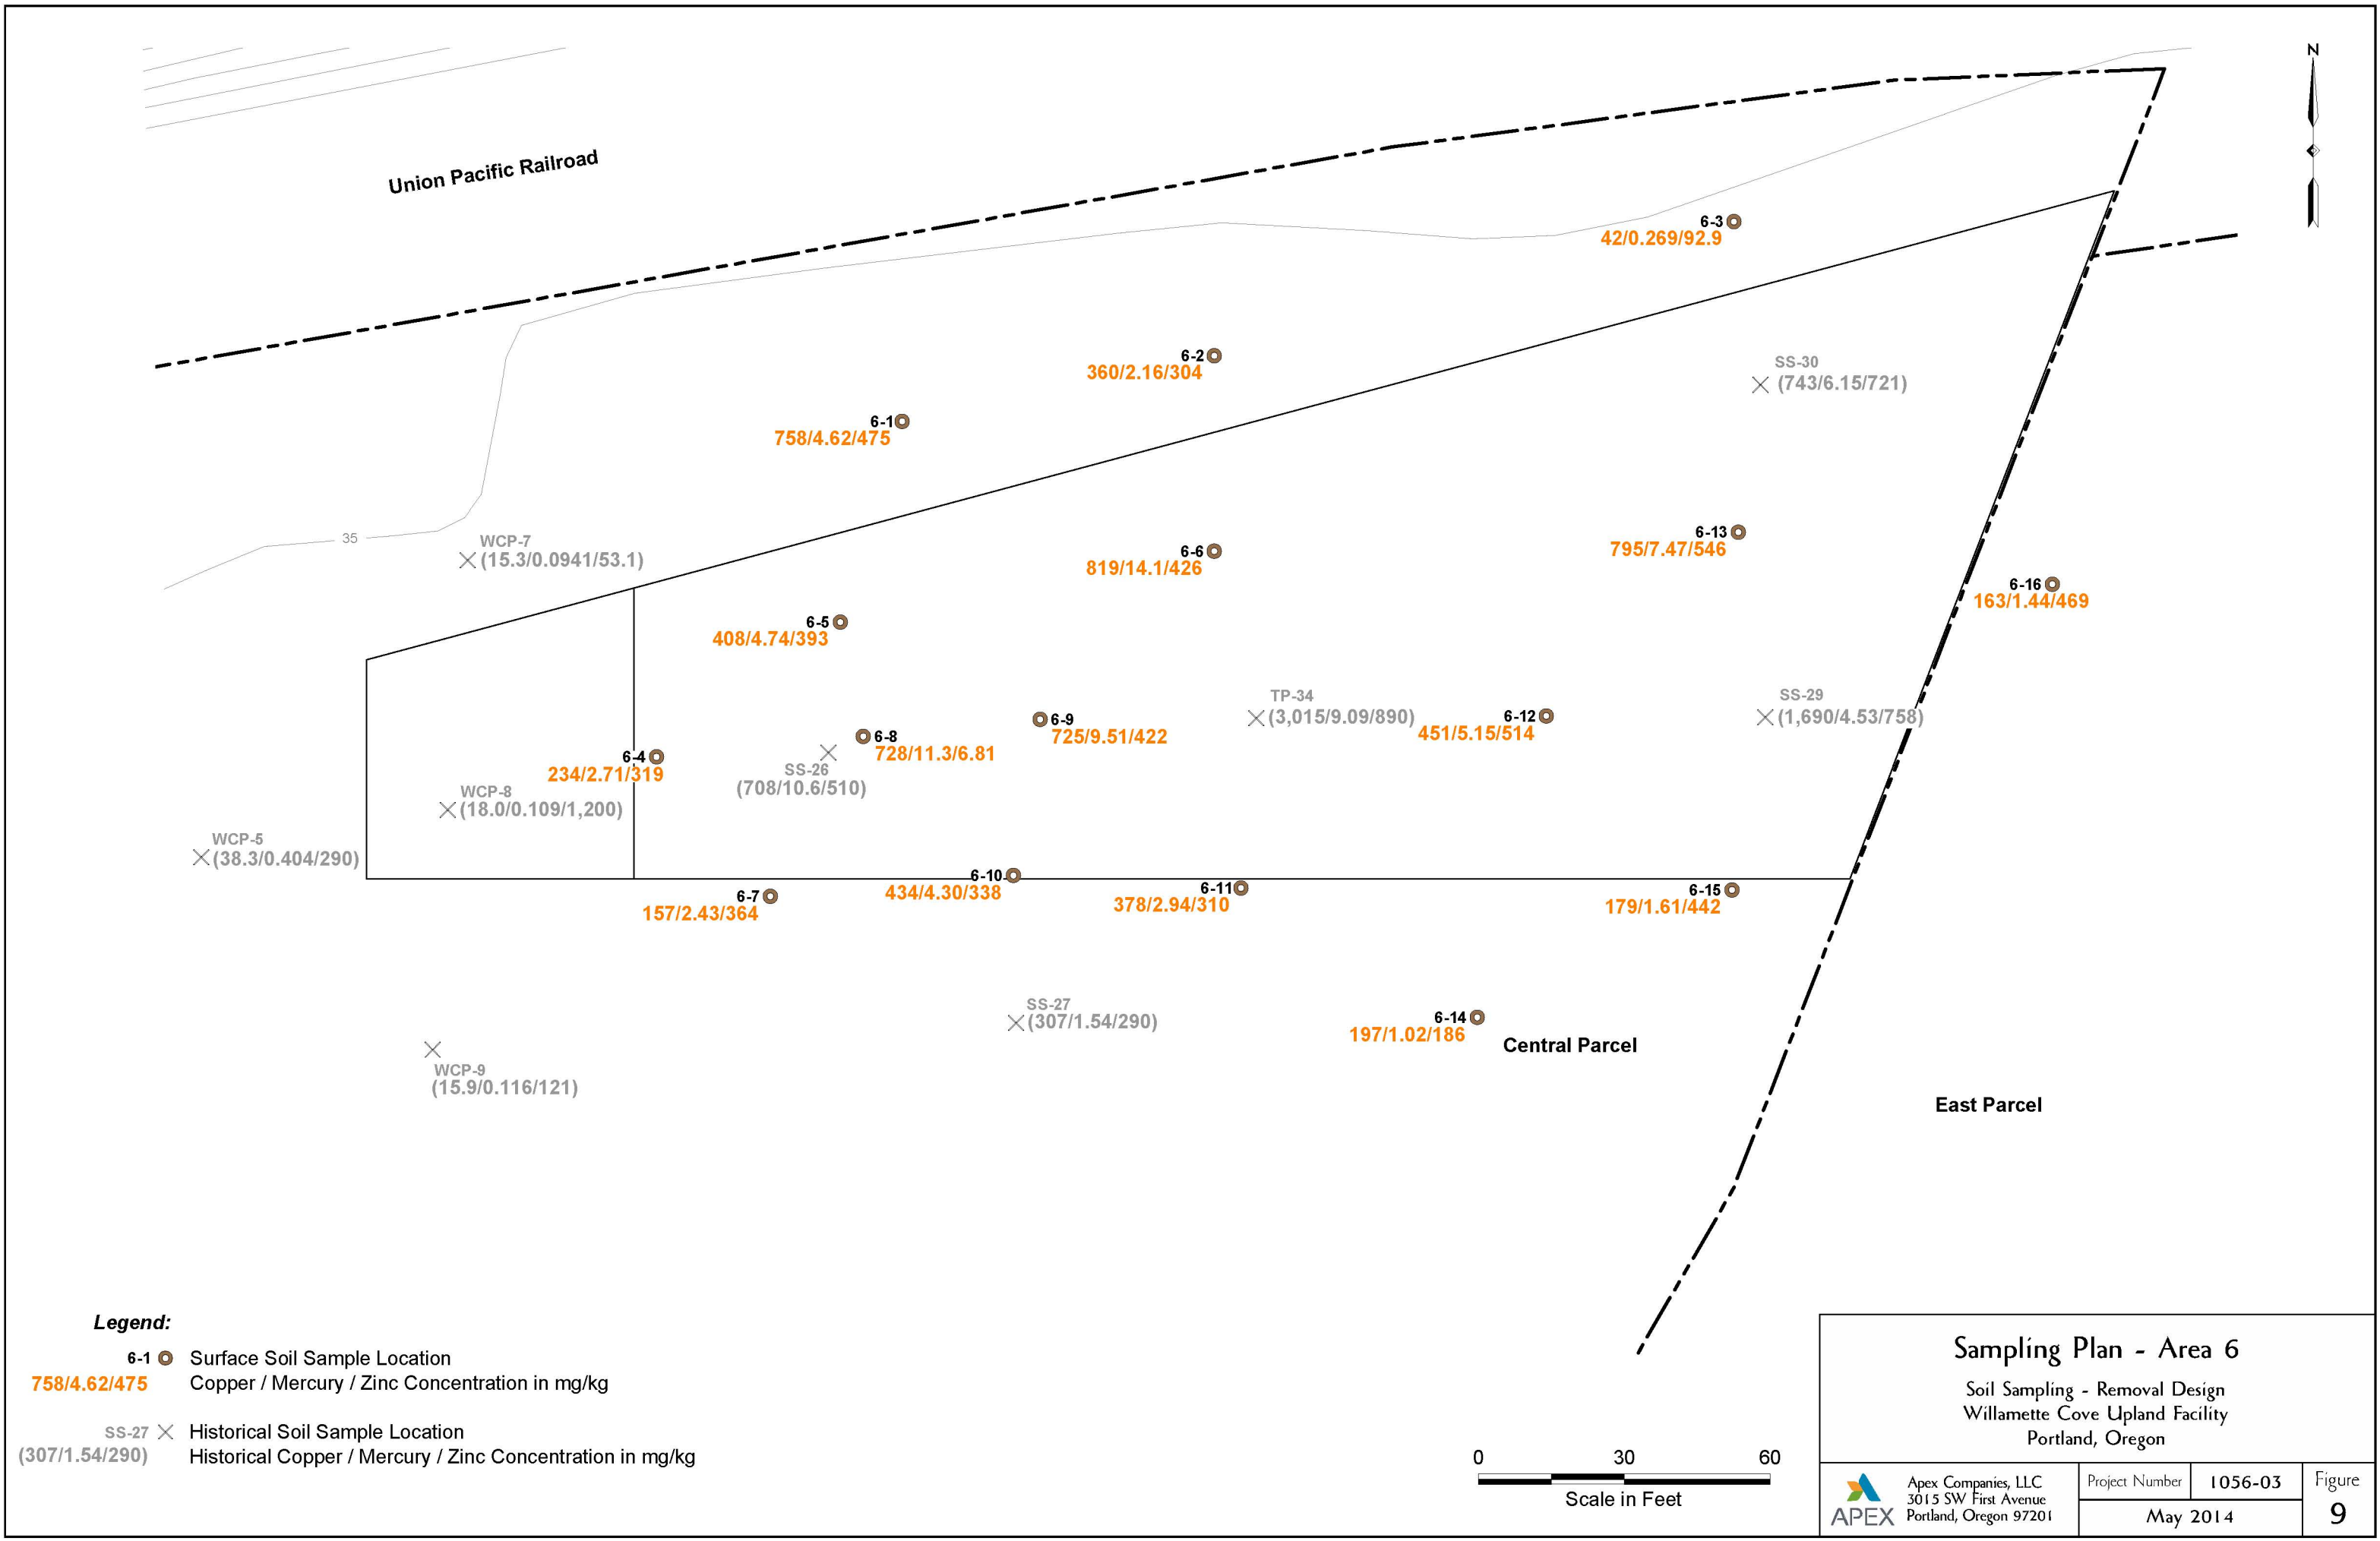 N
Union Pacific Railroad
6-3
42/0.269/92.9
6-2
360/2.16/304
SS-30
(743/6.15/721)
6-1
758/4.62/475
35
WCP-7
(15.3/0.0941/53.1)
6-6
819/14.1/426
6-13
795/7.47/546
6-16
163/1.44/469
6-5
408/4.74/393
TP-34
(3,015/9.09/890)
6-12
451/5.15/514
SS-29
(1,690/4.53/758)
6-9
725/9.51/422
6-8
728/11.3/6.81
6-4
234/2.71/319
SS-26
(708/10.6/510)
WCP-8
(18.0/0.109/1,200)
WCP-5
(38.3/0.404/290)
6-7
157/2.43/364
6-10
434/4.30/338
6-11
378/2.94/310
6-15
179/1.61/442
SS-27
(307/1.54/290)
6-14
197/1.02/186
Central Parcel
WCP-9
(15.9/0.116/121)
East Parcel
Legend:
6-1 Surface Soil Sample Location
758/4.62/475 Copper / Mercury / Zinc Concentration in mg/kg
SS-27 Historical Soil Sample Location
(307/1.54/290) Historical Copper / Mercury / Zinc Concentration in mg/kg
0 30 60
Scale in Feet
Sampling Plan - Area 6
Soil Sampling - Removal Design
Willamette Cove Upland Facility
Portland, Oregon
APEX
Apex Companies, LLC
3015 SW First Avenue
Portland, Oregon 97201
Project Number 1056-03
May 2014
Figure
9